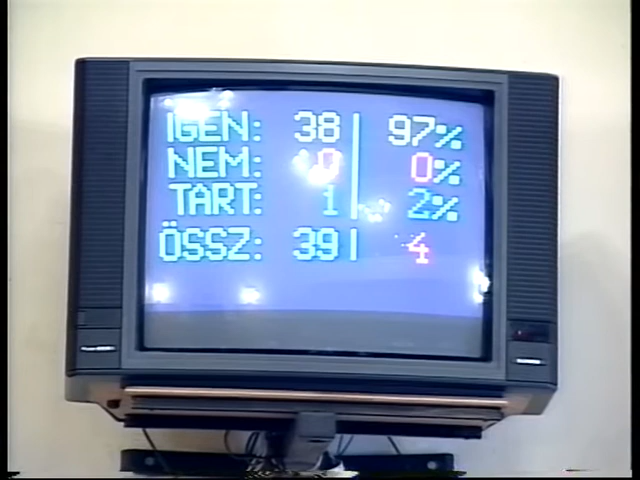 IGEN: 38 | 97%
NEM: 0 | 0%
TART: 1 | 2%
ÖSSZ: 39 | 4